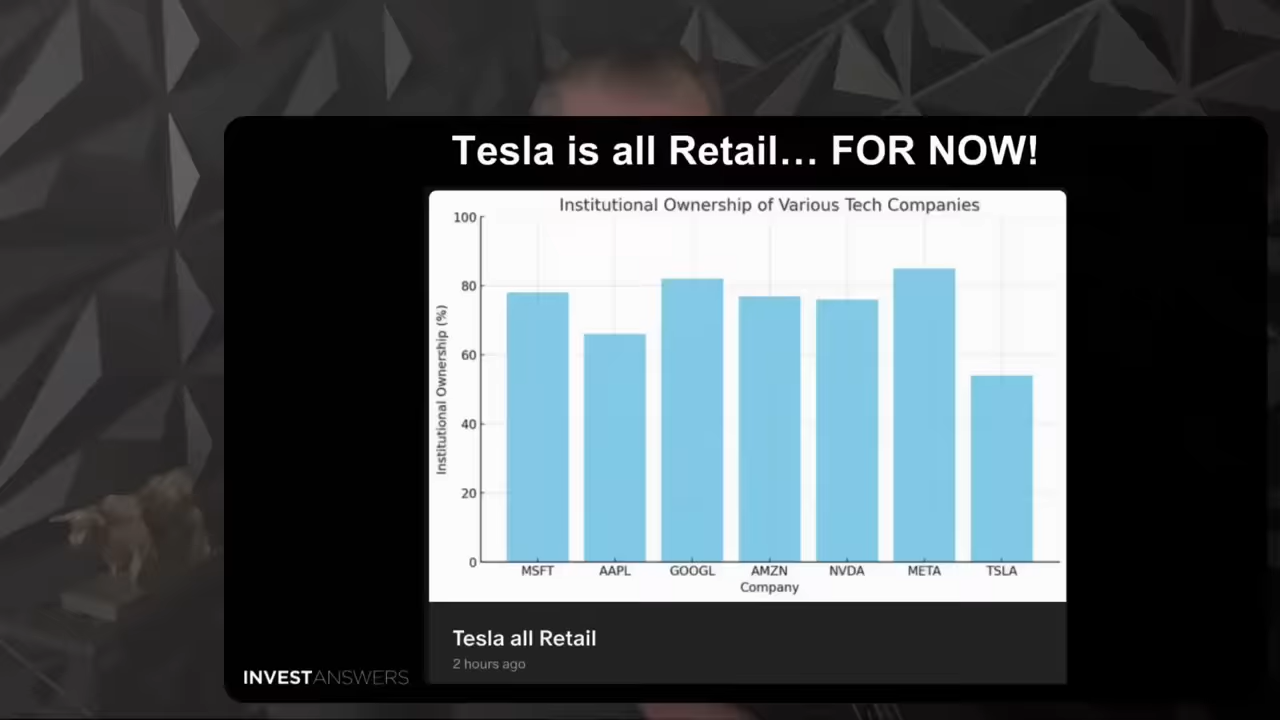 Tesla is all Retail... FOR NOW!
Institutional Ownership of Various Tech Companies
100
80
60
40
20
0
Institutional Ownership (%)
MSFT AAPL GOOGL AMZN NVDA META TSLA
Company
Tesla all Retail
2 hours ago
INVESTANSWERS